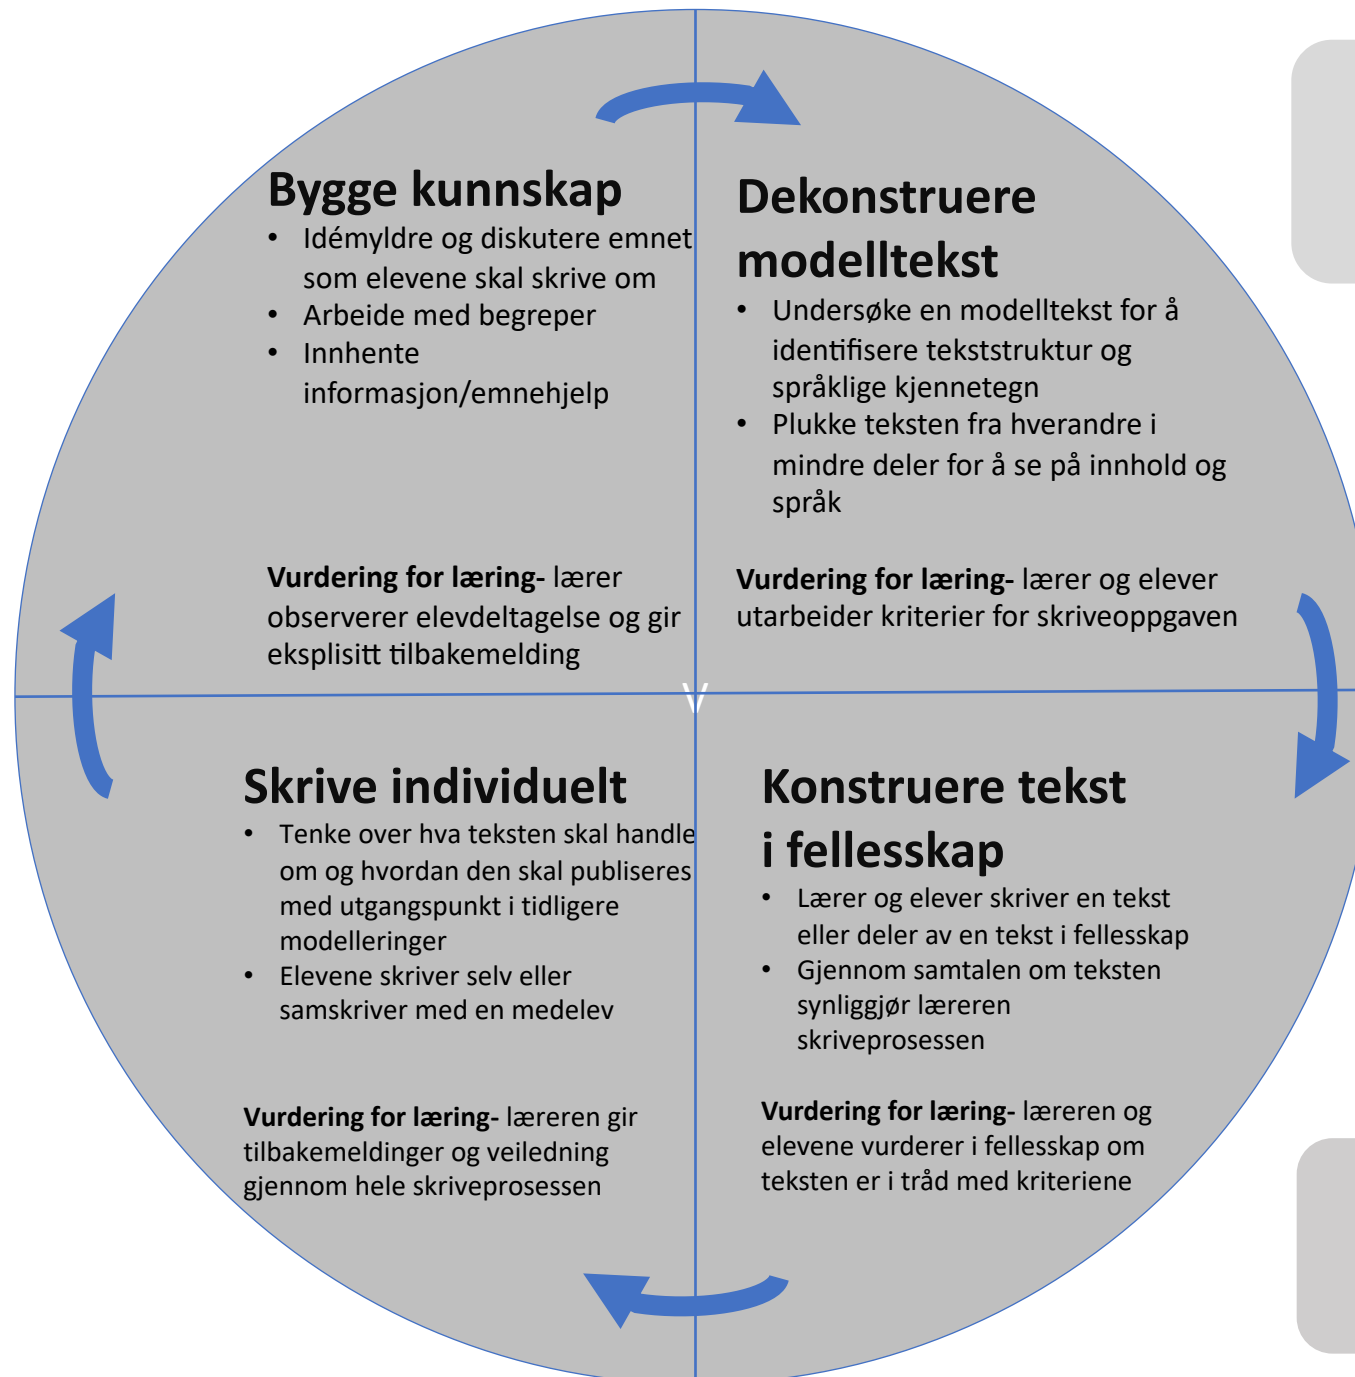 Bygge kunnskap
• Idémyldre og diskutere emnet
som elevene skal skrive om
• Arbeide med begreper
• Innhente
informasjon/emnehjelp
Vurdering for læring- lærer
observerer elevdeltagelse og gir
eksplisitt tilbakemelding
Dekonstruere
modelltekst
• Undersøke en modelltekst for å
identifisere tekststruktur og
språklige kjennetegn
• Plukke teksten fra hverandre i
mindre deler for å se på innhold og
språk
Vurdering for læring- lærer og elever
utarbeider kriterier for skriveoppgaven
V
Skrive individuelt
• Tenke over hva teksten skal handle
om og hvordan den skal publiseres
med utgangspunkt i tidligere
modelleringer
• Elevene skriver selv eller
samskriver med en medelev
Vurdering for læring- læreren gir
tilbakemeldinger og veiledning
gjennom hele skriveprosessen
Konstruere tekst
i fellesskap
• Lærer og elever skriver en tekst
eller deler av en tekst i fellesskap
• Gjennom samtalen om teksten
synliggjør læreren
skriveprosessen
Vurdering for læring- læreren og
elevene vurderer i fellesskap om
teksten er i tråd med kriteriene